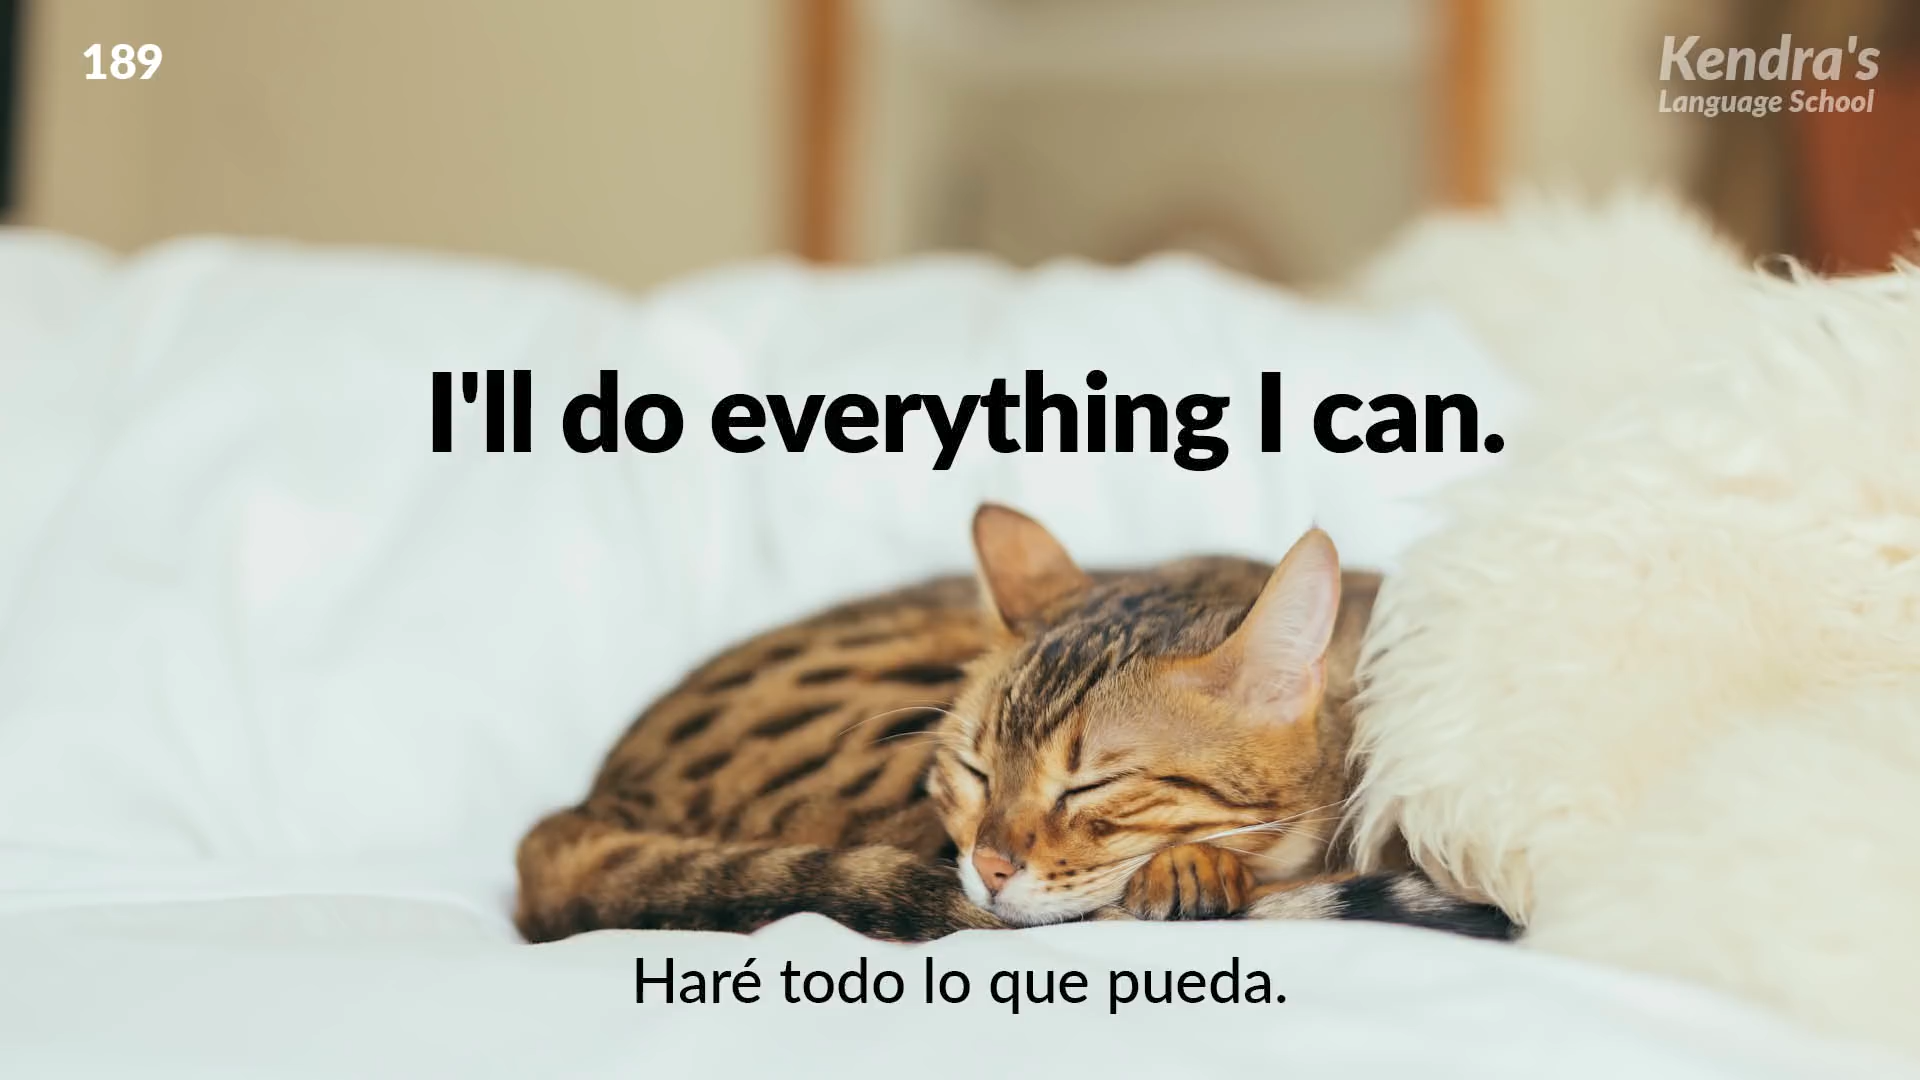 189
Kendra's
Language School
I'll do everything I can.
Haré todo lo que pueda.